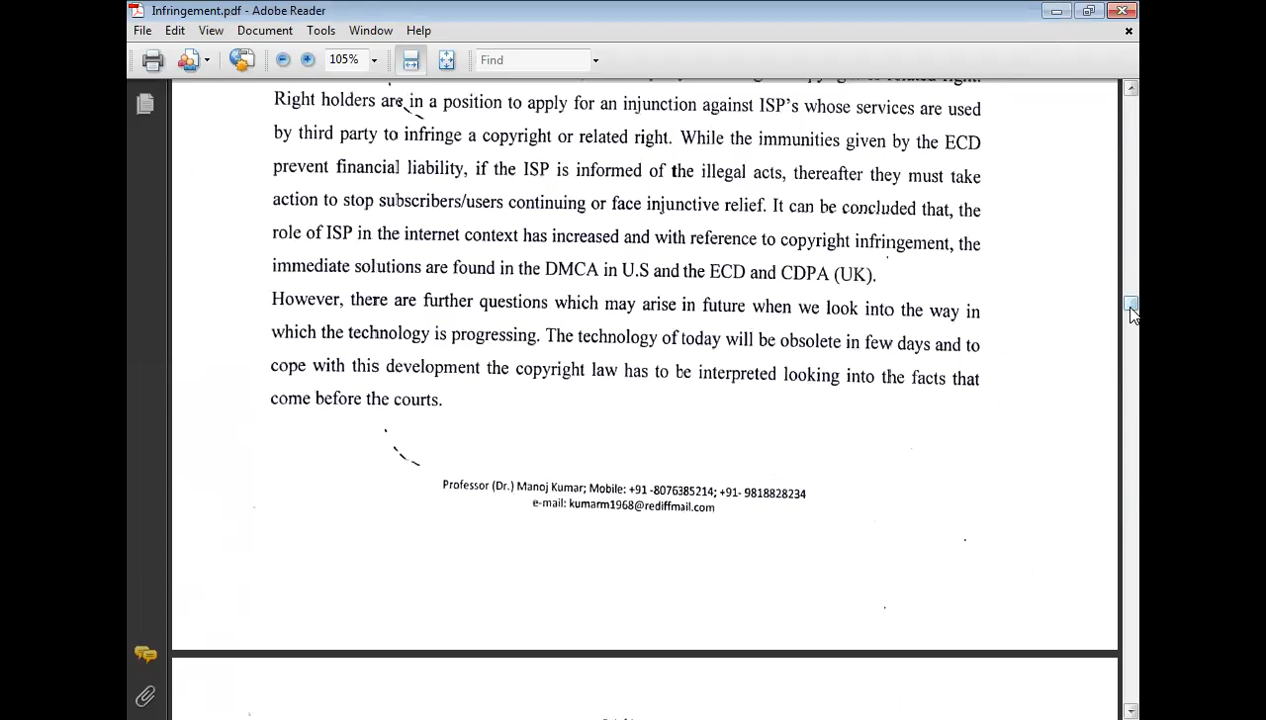 Infringement.pdf - Adobe Reader
File Edit View Document Tools Window Help
105% Find
Right holders are in a position to apply for an injunction against ISP's whose services are used
by third party to infringe a copyright or related right. While the immunities given by the ECD
prevent financial liability, if the ISP is informed of the illegal acts, thereafter they must take
action to stop subscribers/users continuing or face injunctive relief. It can be concluded that, the
role of ISP in the internet context has increased and with reference to copyright infringement, the
immediate solutions are found in the DMCA in U.S and the ECD and CDPA (UK).
However, there are further questions which may arise in future when we look into the way in
which the technology is progressing. The technology of today will be obsolete in few days and to
cope with this development the copyright law has to be interpreted looking into the facts that
come before the courts.
Professor (Dr.) Manoj Kumar; Mobile: +91 -8076385214; +91- 9818828234
e-mail: kumarm1968@rediffmail.com